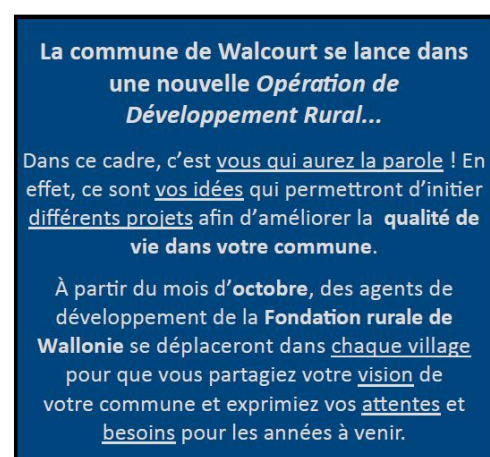 La commune de Walcourt se lance dans
une nouvelle Opération de
Développement Rural...
Dans ce cadre, c’est vous qui aurez la parole ! En
effet, ce sont vos idées qui permettront d’initier
différents projets afin d’améliorer la qualité de
vie dans votre commune.
À partir du mois d’octobre, des agents de
développement de la Fondation rurale de
Wallonie se déplaceront dans chaque village
pour que vous partagiez votre vision de
votre commune et exprimiez vos attentes et
besoins pour les années à venir.